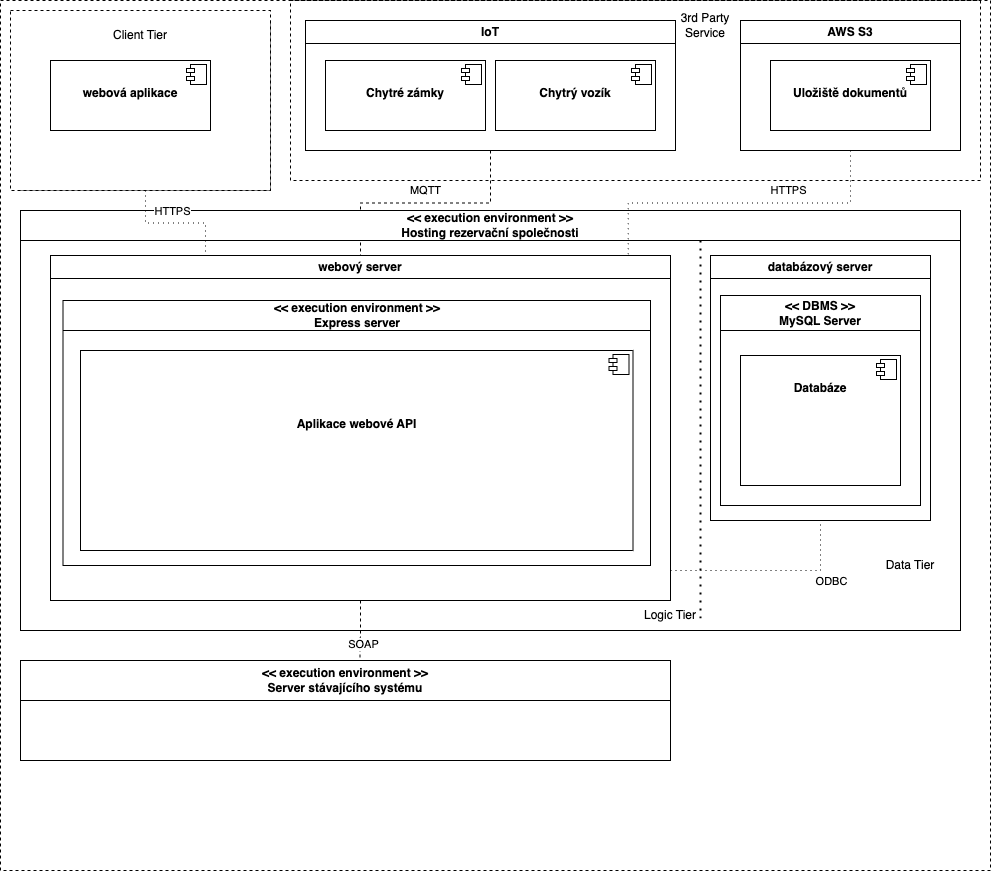 Client Tier
webová aplikace
IoT
Chytré zámky
Chytrý vozík
3rd Party
Service
AWS S3
Uložiště dokumentů
HTTPS
MQTT
HTTPS
<< execution environment >>
Hosting rezervační společnosti
webový server
<< execution environment >>
Express server
Aplikace webové API
databázový server
<< DBMS >>
MySQL Server
Databáze
Data Tier
ODBC
Logic Tier
SOAP
<< execution environment >>
Server stávajícího systému